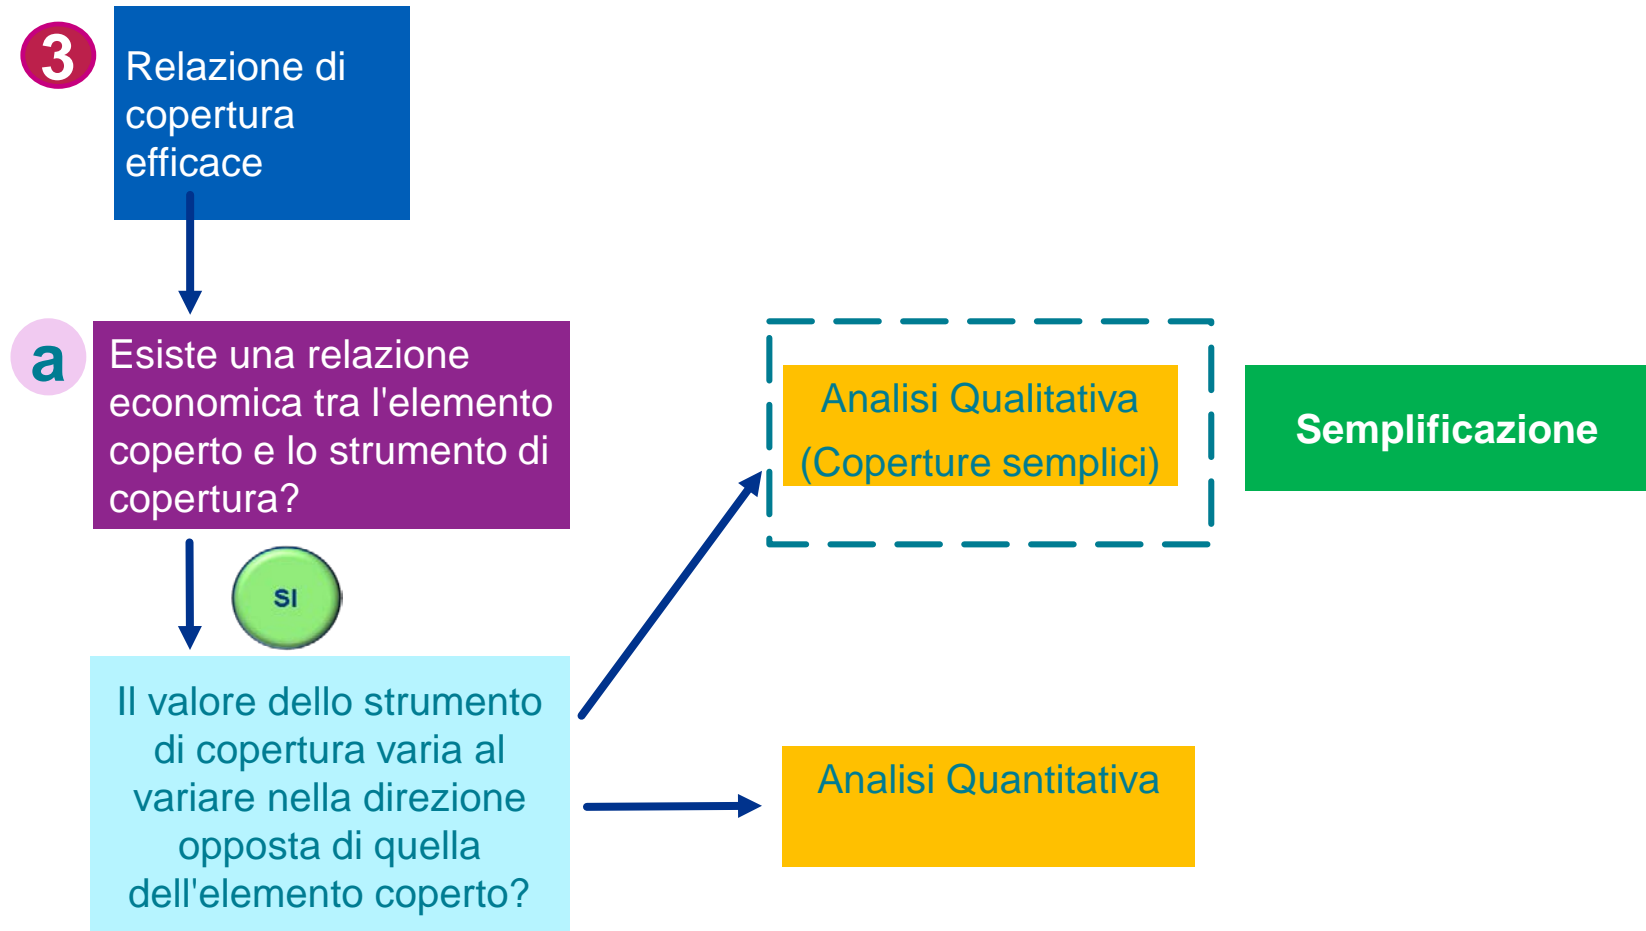 3
Relazione di
copertura
efficace
a
Esiste una relazione
economica tra l'elemento
coperto e lo strumento di
copertura?
SI
Il valore dello strumento
di copertura varia al
variare nella direzione
opposta di quella
dell'elemento coperto?
Analisi Qualitativa
(Coperture semplici)
Semplificazione
Analisi Quantitativa